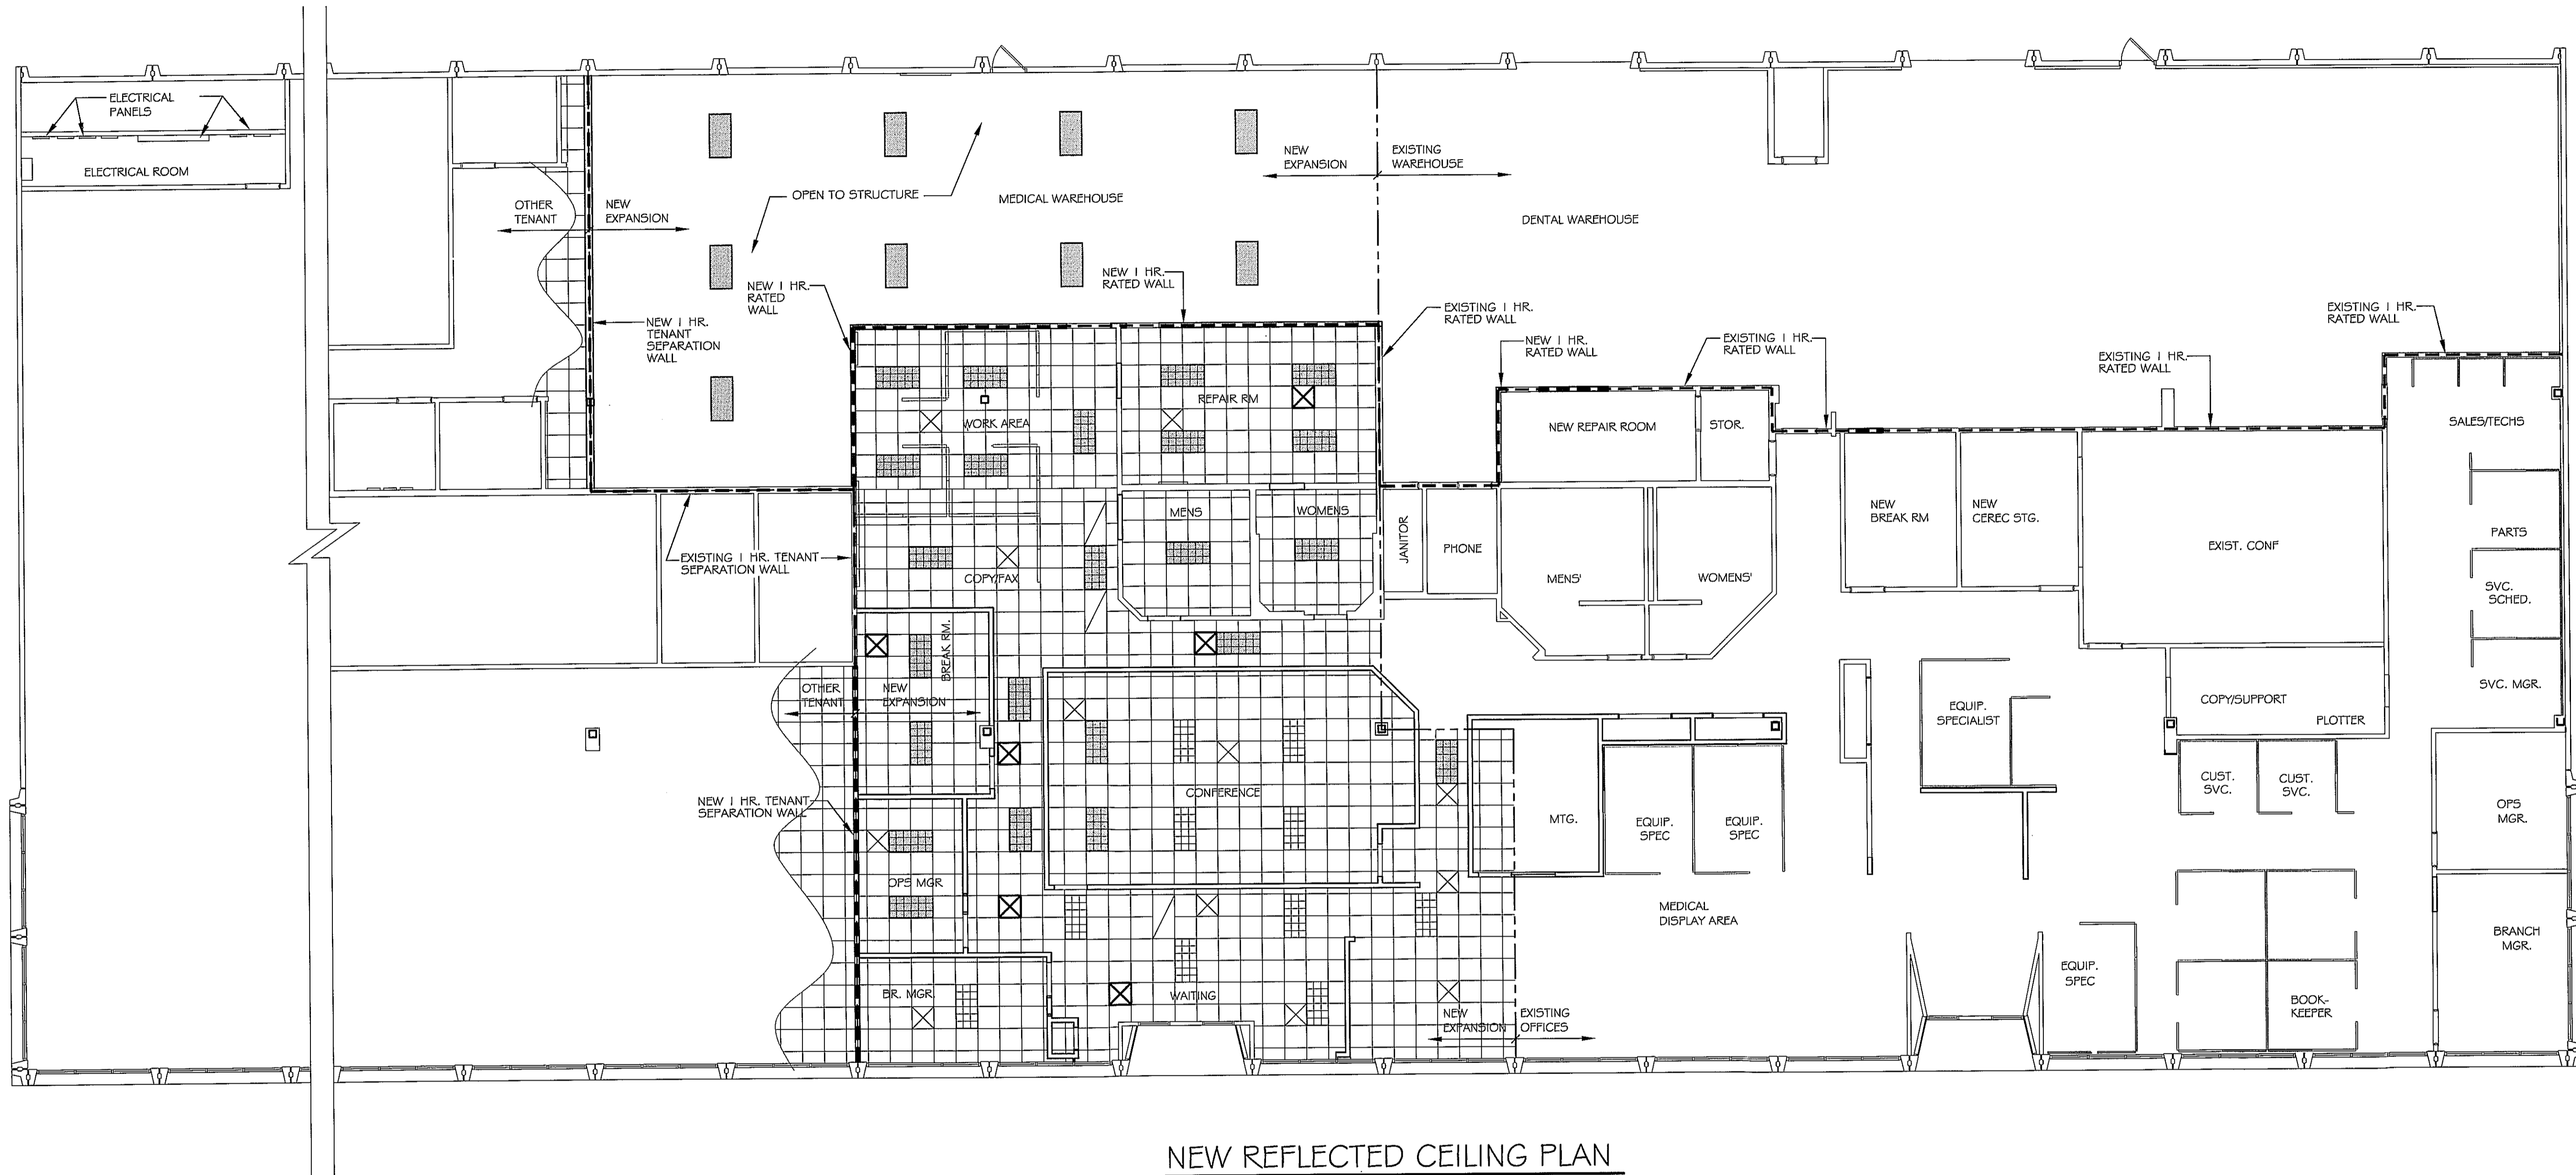 ELECTRICAL
PANELS
ELECTRICAL ROOM
OTHER
TENANT
NEW
EXPANSION
OPEN TO STRUCTURE
MEDICAL WAREHOUSE
NEW
EXPANSION
EXISTING
WAREHOUSE
DENTAL WAREHOUSE
NEW 1 HR.
TENANT
SEPARATION
WALL
NEW 1 HR.
RATED
WALL
NEW 1 HR.
RATED WALL
EXISTING 1 HR.
RATED WALL
NEW 1 HR.
RATED WALL
EXISTING 1 HR.
RATED WALL
EXISTING 1 HR.
RATED WALL
EXISTING 1 HR.
RATED WALL
WORK AREA
REPAIR RM
NEW REPAIR ROOM
STOR.
SALES/TECHS
MENS
WOMENS
JANITOR
PHONE
MENS'
WOMENS'
NEW
BREAK RM
NEW
CEREC STG.
EXIST. CONF
PARTS
SVC.
SCHED.
SVC. MGR.
EXISTING 1 HR. TENANT
SEPARATION WALL
COPY/FAX
BREAK RM.
OTHER
TENANT
NEW
EXPANSION
EQUIP.
SPECIALIST
COPY/SUPPORT
PLOTTER
NEW 1 HR. TENANT
SEPARATION WALL
CONFERENCE
MTG.
EQUIP.
SPEC
EQUIP.
SPEC
CUST.
SVC.
CUST.
SVC.
OPS
MGR.
OPS MGR
MEDICAL
DISPLAY AREA
BRANCH
MGR.
BR. MGR.
WAITING
NEW
EXPANSION
EXISTING
OFFICES
EQUIP.
SPEC
BOOK-
KEEPER
NEW REFLECTED CEILING PLAN